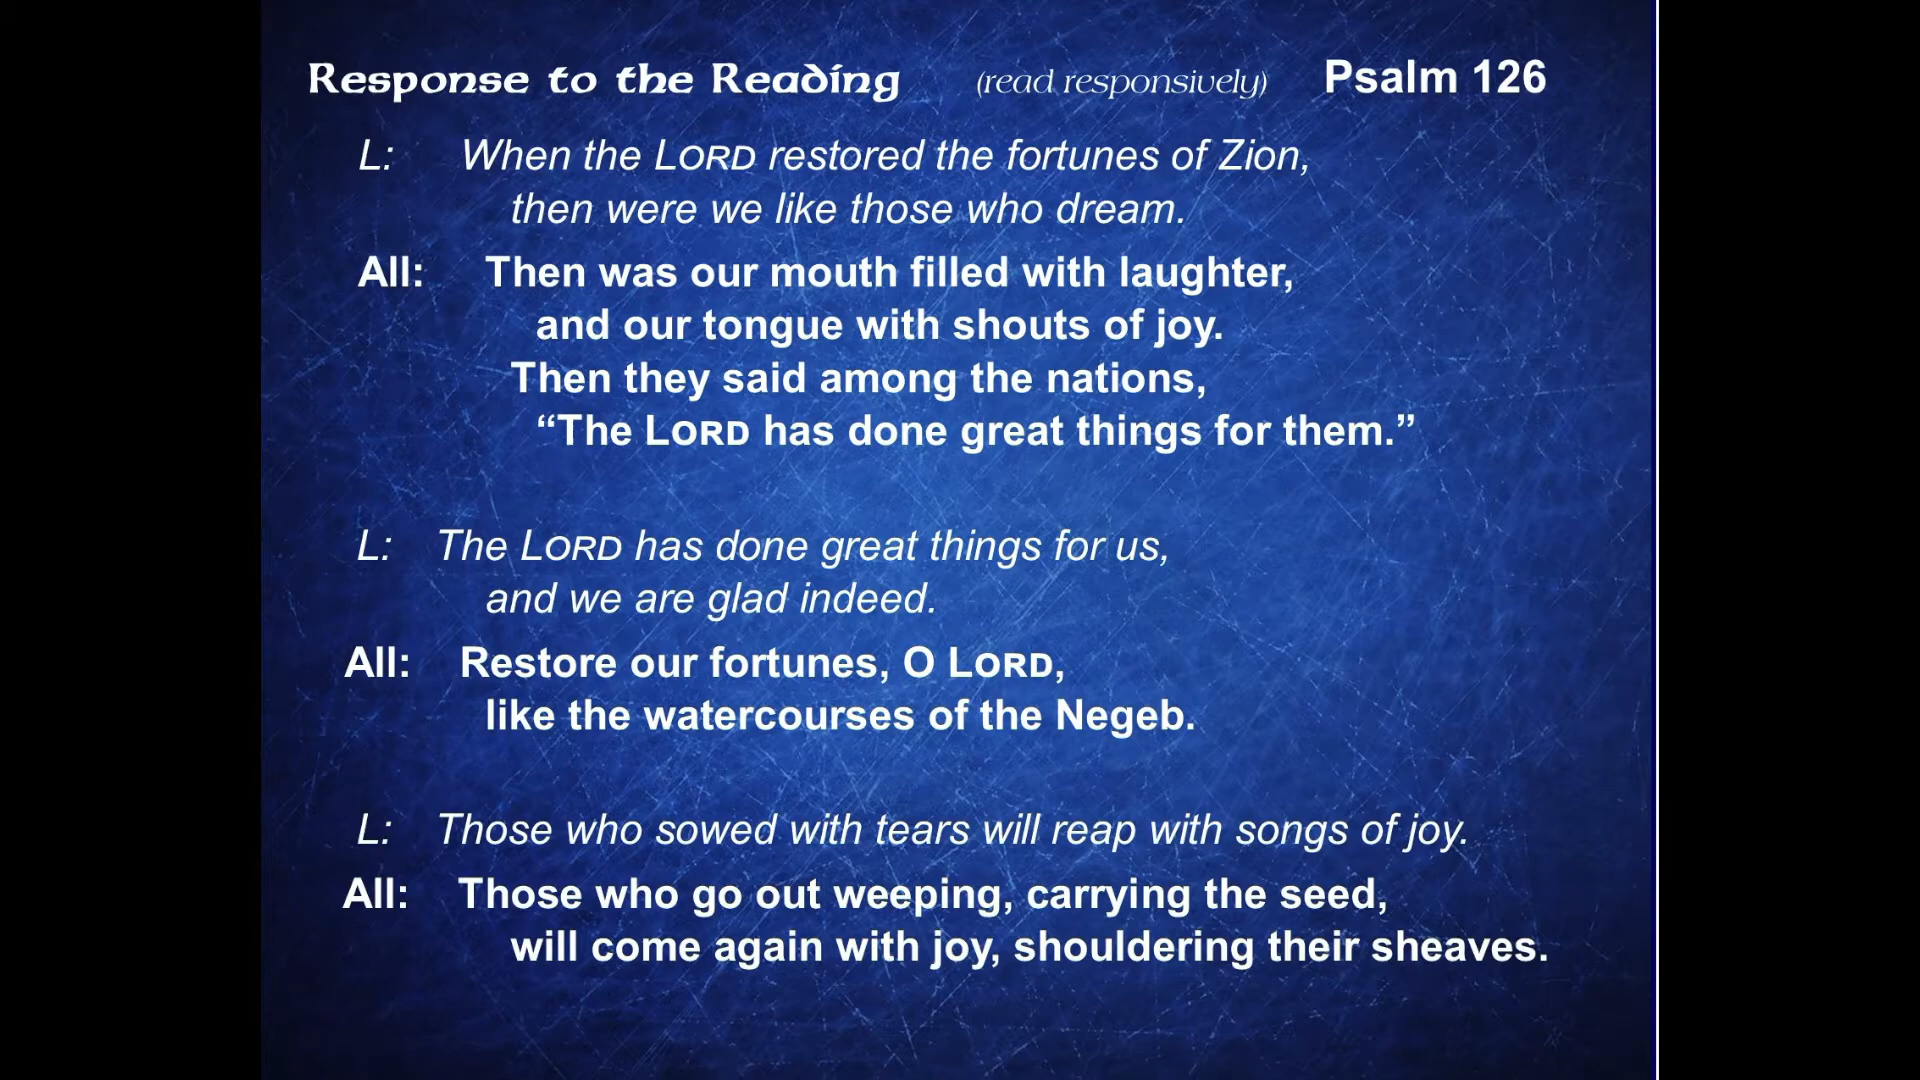 Response to the Reading (read responsively) Psalm 126
L: When the LORD restored the fortunes of Zion,
then were we like those who dream.
All: Then was our mouth filled with laughter,
and our tongue with shouts of joy.
Then they said among the nations,
“The LORD has done great things for them.”
L: The LORD has done great things for us,
and we are glad indeed.
All: Restore our fortunes, O LORD,
like the watercourses of the Negeb.
L: Those who sowed with tears will reap with songs of joy.
All: Those who go out weeping, carrying the seed,
will come again with joy, shouldering their sheaves.